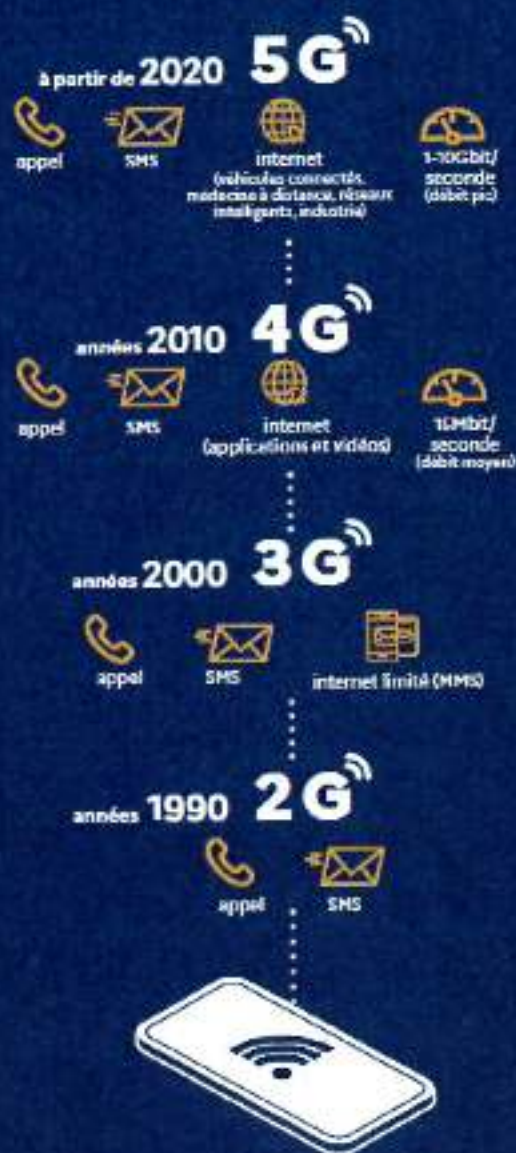 à partir de 2020 5G
appel
SMS
internet
(véhicules connectés,
médecine à distance, réseaux
intelligents, industrie)
1-10Gbit/
seconde
(débit pic)
années 2010 4G
appel
SMS
internet
(applications et vidéos)
seconde
(débit moyen)
années 2000 3G
appel
SMS
internet limité (MMS)
années 1990 2G
appel
SMS